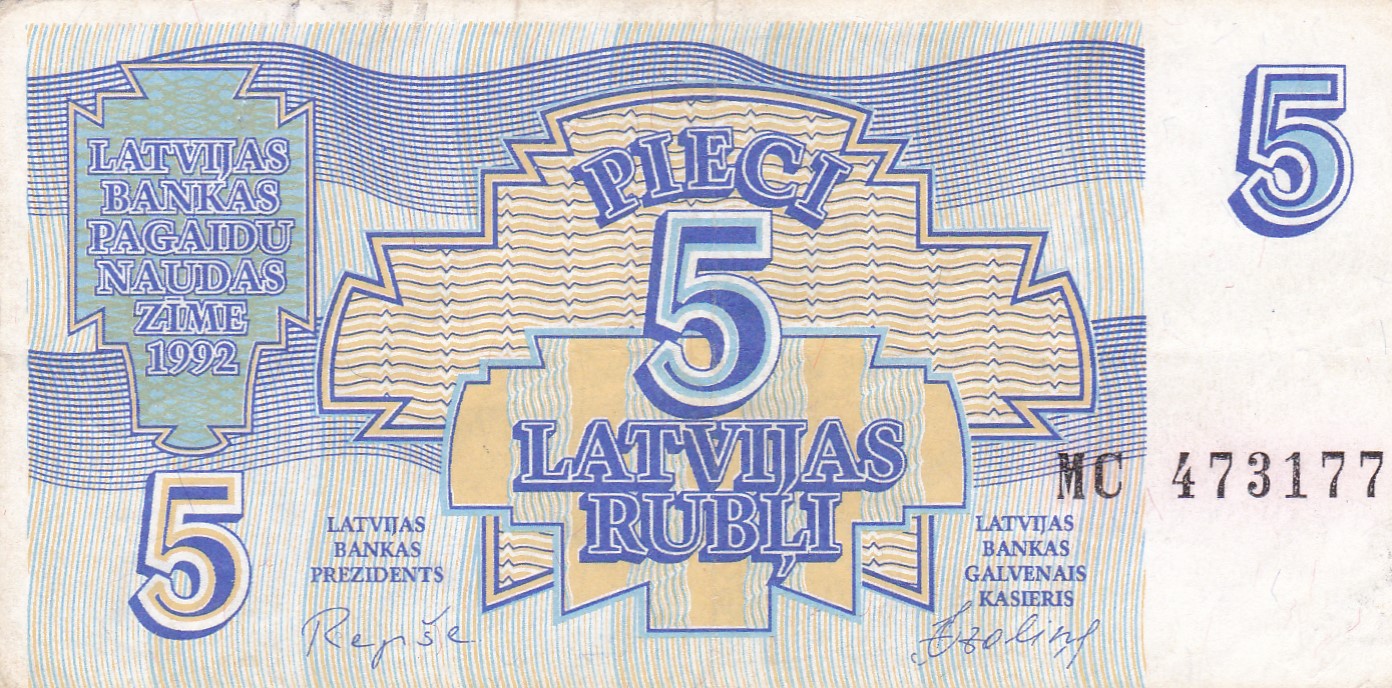 LATVIJAS
BANKAS
PAGAIDU
NAUDAS
ZĪME
1992
PIECI
5
LATVIJAS
RUBĻI
5
5
MC 473177
LATVIJAS
BANKAS
PREZIDENTS
Repše
LATVIJAS
BANKAS
GALVENAIS
KASIERIS